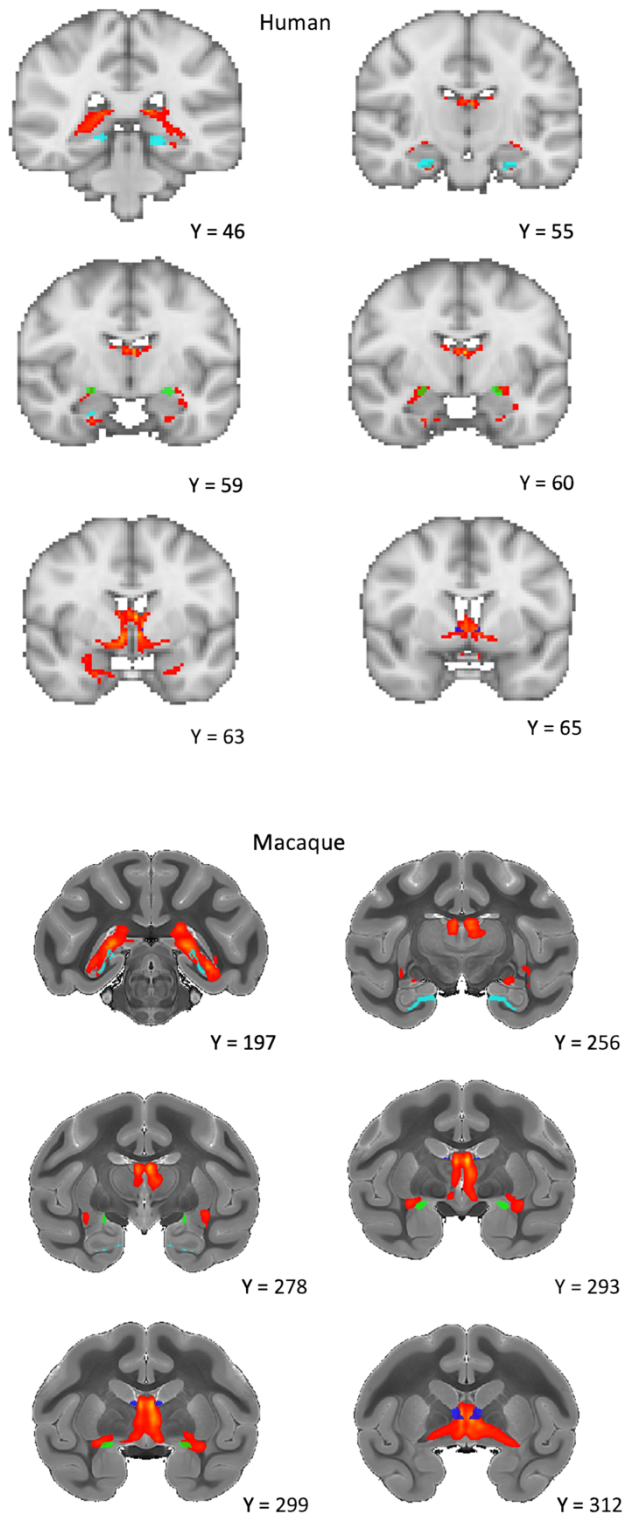 Human
Y = 46
Y = 55
Y = 59
Y = 60
Y = 63
Y = 65
Macaque
Y = 197
Y = 256
Y = 278
Y = 293
Y = 299
Y = 312